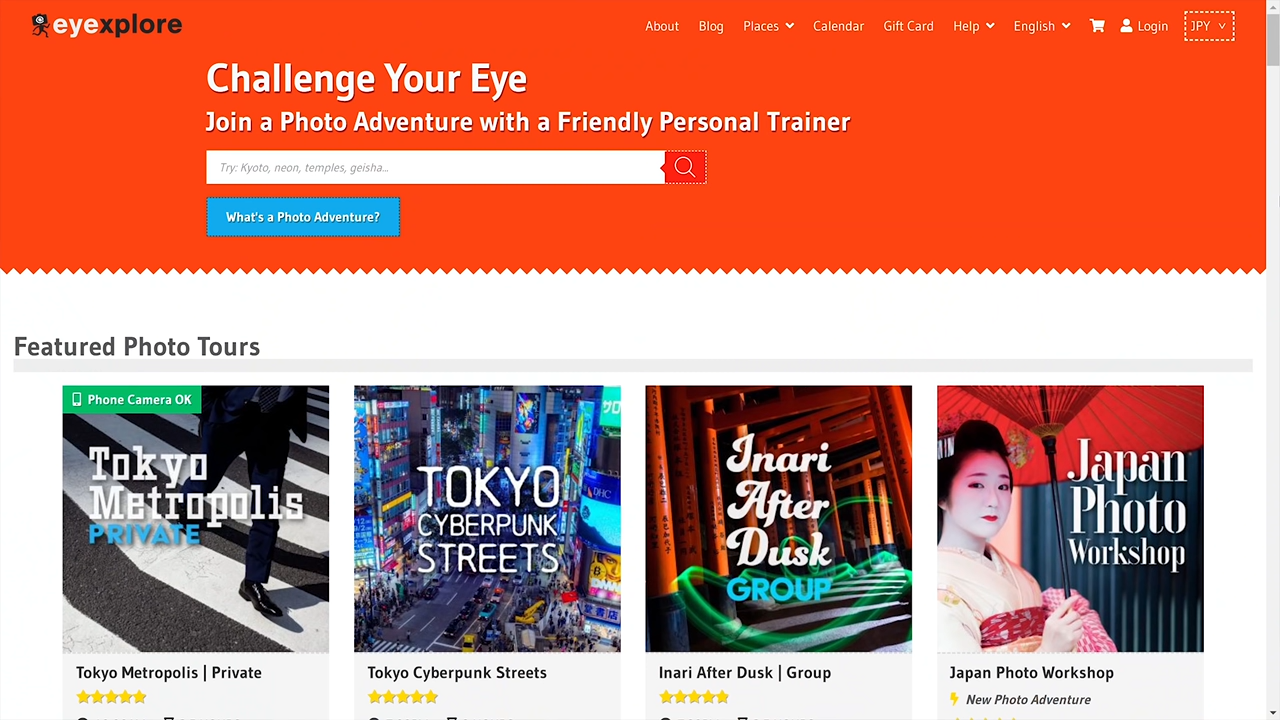 eyexplore
About Blog Places Calendar Gift Card Help English Login JPY
Challenge Your Eye
Join a Photo Adventure with a Friendly Personal Trainer
Try: Kyoto, neon, temples, geisha...
What's a Photo Adventure?
Featured Photo Tours
Phone Camera OK
Tokyo
Metropolis
PRIVATE
TOKYO
CYBERPUNK
STREETS
DHC
Inari
After
Dusk
GROUP
Japan
Photo
Workshop
Tokyo Metropolis | Private
Tokyo Cyberpunk Streets
Inari After Dusk | Group
Japan Photo Workshop
New Photo Adventure